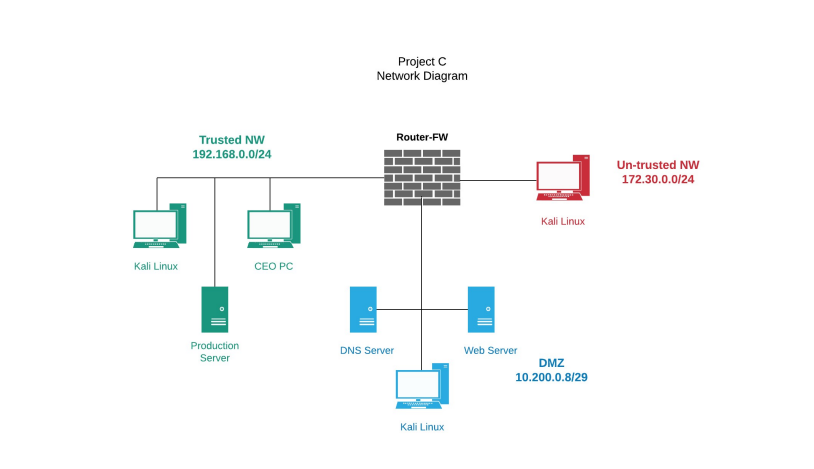 Project C
Network Diagram
Router-FW
Trusted NW
192.168.0.0/24
Un-trusted NW
172.30.0.0/24
Kali Linux
Kali Linux
CEO PC
Production
Server
DNS Server
Web Server
DMZ
10.200.0.8/29
Kali Linux